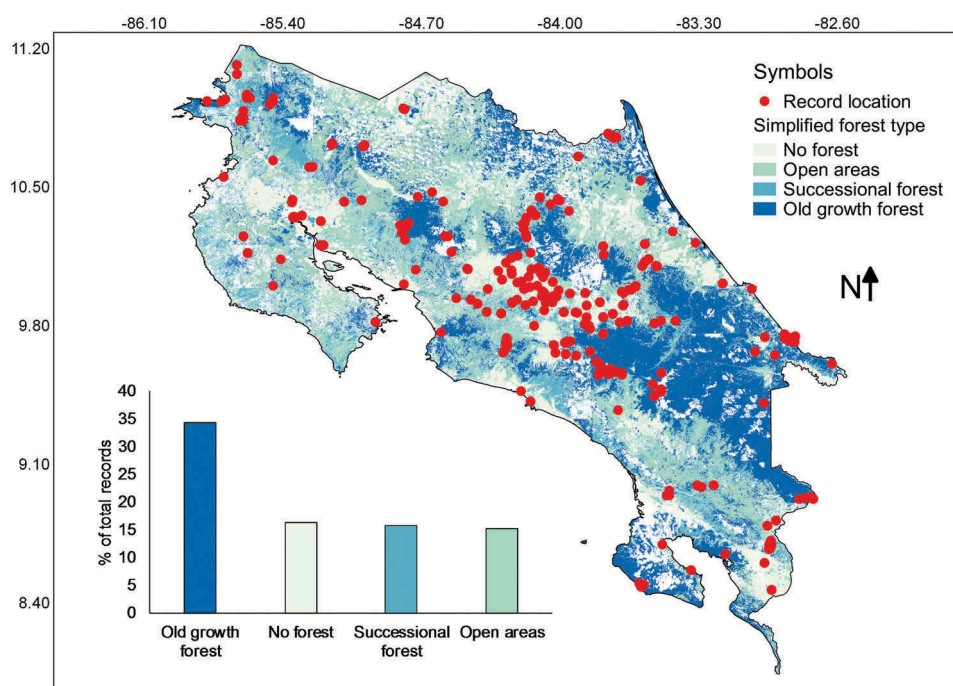 -86.10 -85.40 -84.70 -84.00 -83.30 -82.60
11.20
10.50
9.80
9.10
8.40
Symbols
Record location
Simplified forest type
No forest
Open areas
Successional forest
Old growth forest
N
% of total records
40
35
30
25
20
15
10
5
0
Old growth
forest
No forest
Successional
forest
Open areas